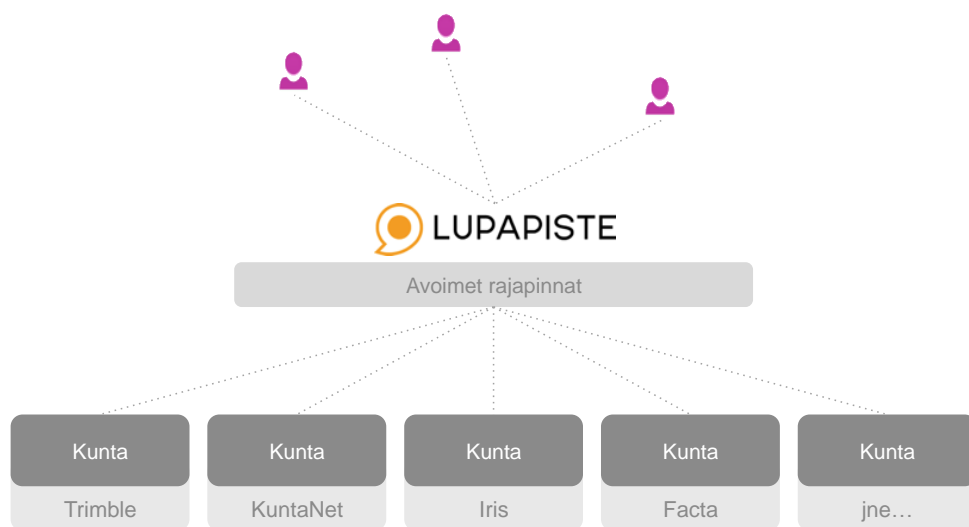 LUPAPISTE
Avoimet rajapinnat
Kunta Kunta Kunta Kunta Kunta
Trimble KuntaNet Iris Facta jne…